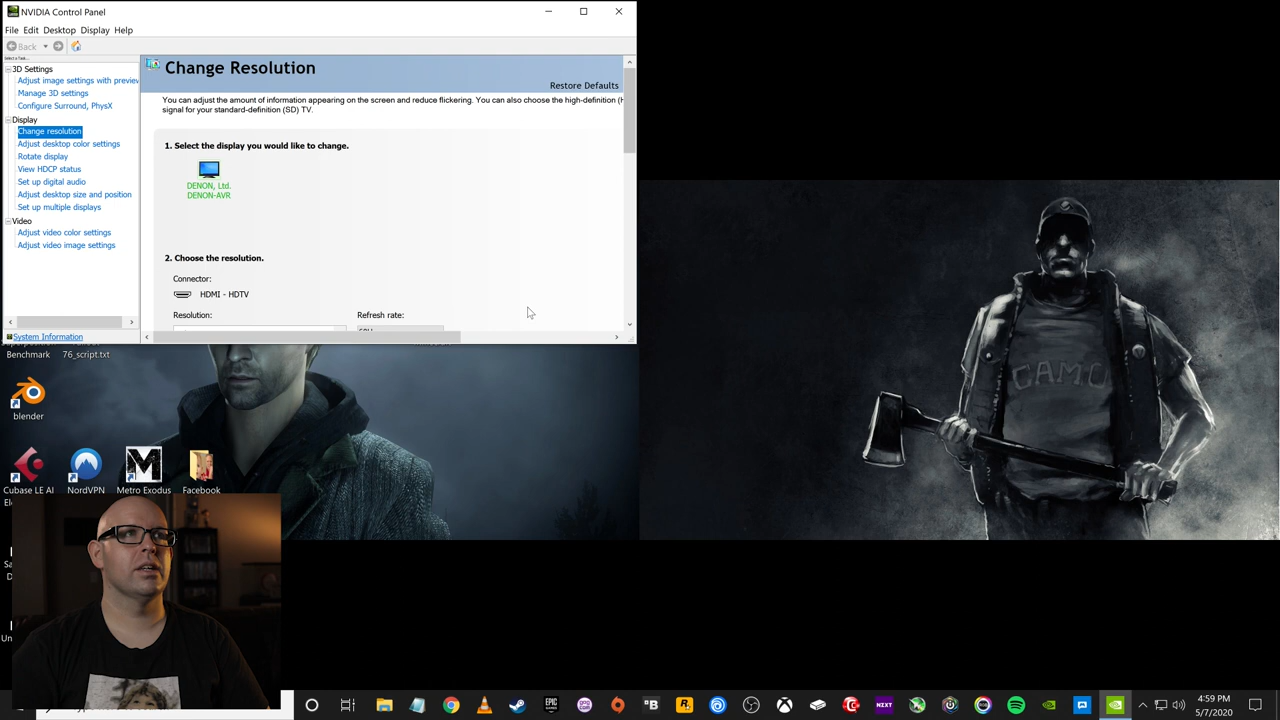 NVIDIA Control Panel
File Edit Desktop Display Help
Back
Select a Task...
3D Settings
Adjust image settings with preview
Manage 3D settings
Configure Surround, PhysX
Display
Change resolution
Adjust desktop color settings
Rotate display
View HDCP status
Set up digital audio
Adjust desktop size and position
Set up multiple displays
Video
Adjust video color settings
Adjust video image settings
System Information
Change Resolution
Restore Defaults
You can adjust the amount of information appearing on the screen and reduce flickering. You can also choose the high-definition (H
signal for your standard-definition (SD) TV.
1. Select the display you would like to change.
DENON, Ltd.
DENON-AVR
2. Choose the resolution.
Connector:
HDMI - HDTV
Resolution:
Refresh rate:
Benchmark
76_script.txt
blender
Cubase LE AI
NordVPN
Metro Exodus
Facebook
CAMO
EPIC
GAMES
NZXT
4:59 PM
5/7/2020